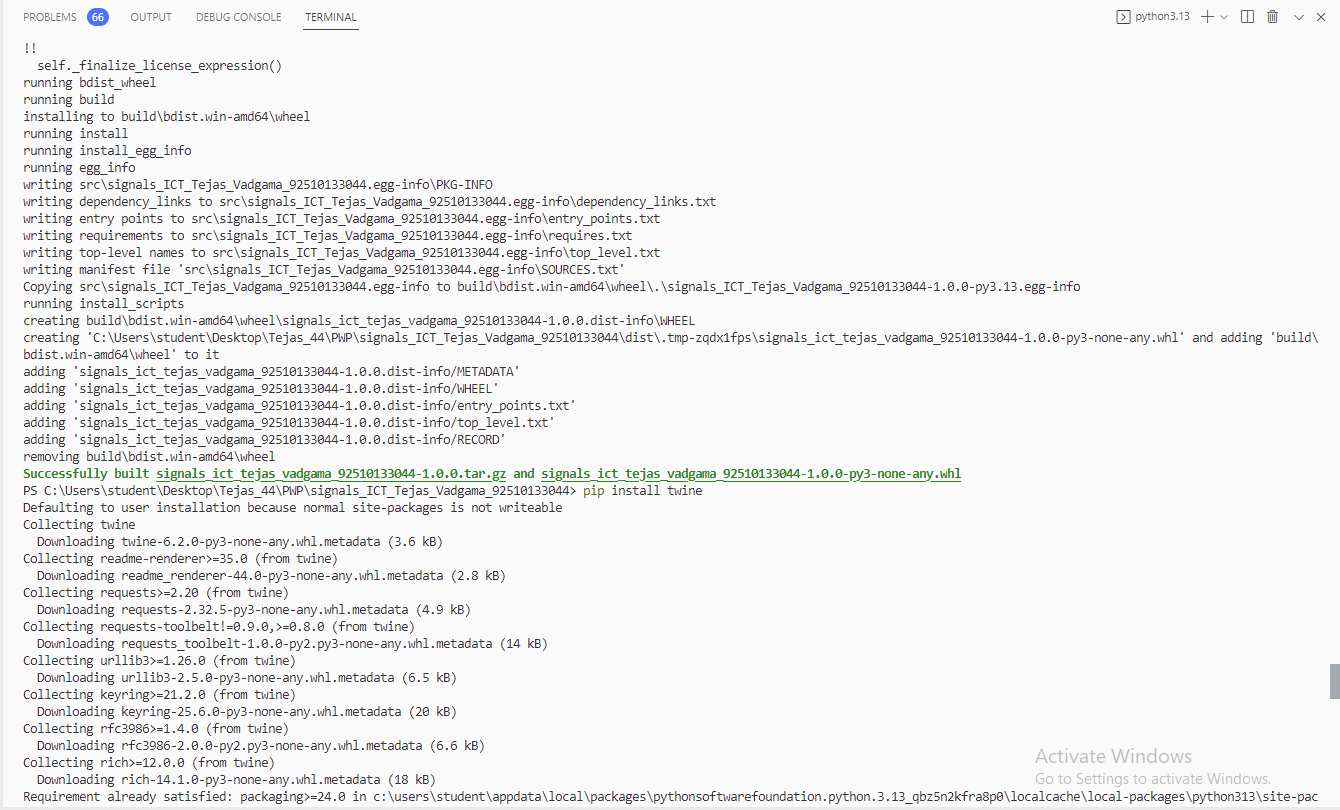 PROBLEMS 66 OUTPUT DEBUG CONSOLE TERMINAL python3.13
!!
self._finalize_license_expression()
running bdist_wheel
running build
installing to build\bdist.win-amd64\wheel
running install
running install_egg_info
running egg_info
writing src\signals_ICT_Tejas_Vadgama_92510133044.egg-info\PKG-INFO
writing dependency_links to src\signals_ICT_Tejas_Vadgama_92510133044.egg-info\dependency_links.txt
writing entry points to src\signals_ICT_Tejas_Vadgama_92510133044.egg-info\entry_points.txt
writing requirements to src\signals_ICT_Tejas_Vadgama_92510133044.egg-info\requires.txt
writing top-level names to src\signals_ICT_Tejas_Vadgama_92510133044.egg-info\top_level.txt
writing manifest file 'src\signals_ICT_Tejas_Vadgama_92510133044.egg-info\SOURCES.txt'
Copying src\signals_ICT_Tejas_Vadgama_92510133044.egg-info to build\bdist.win-amd64\wheel\.\signals_ICT_Tejas_Vadgama_92510133044-1.0.0-py3.13.egg-info
running install_scripts
creating build\bdist.win-amd64\wheel\signals_ict_tejas_vadgama_92510133044-1.0.0.dist-info\WHEEL
creating 'C:\Users\student\Desktop\Tejas_44\PWP\signals_ICT_Tejas_Vadgama_92510133044\dist\.tmp-zqdx1fps\signals_ict_tejas_vadgama_92510133044-1.0.0-py3-none-any.whl' and adding 'build\
bdist.win-amd64\wheel' to it
adding 'signals_ict_tejas_vadgama_92510133044-1.0.0.dist-info/METADATA'
adding 'signals_ict_tejas_vadgama_92510133044-1.0.0.dist-info/WHEEL'
adding 'signals_ict_tejas_vadgama_92510133044-1.0.0.dist-info/entry_points.txt'
adding 'signals_ict_tejas_vadgama_92510133044-1.0.0.dist-info/top_level.txt'
adding 'signals_ict_tejas_vadgama_92510133044-1.0.0.dist-info/RECORD'
removing build\bdist.win-amd64\wheel
Successfully built signals_ict_tejas_vadgama_92510133044-1.0.0.tar.gz and signals_ict_tejas_vadgama_92510133044-1.0.0-py3-none-any.whl
PS C:\Users\student\Desktop\Tejas_44\PWP\signals_ICT_Tejas_Vadgama_92510133044> pip install twine
Defaulting to user installation because normal site-packages is not writeable
Collecting twine
Downloading twine-6.2.0-py3-none-any.whl.metadata (3.6 kB)
Collecting readme-renderer>=35.0 (from twine)
Downloading readme_renderer-44.0-py3-none-any.whl.metadata (2.8 kB)
Collecting requests>=2.20 (from twine)
Downloading requests-2.32.5-py3-none-any.whl.metadata (4.9 kB)
Collecting requests-toolbelt!=0.9.0,>=0.8.0 (from twine)
Downloading requests_toolbelt-1.0.0-py2.py3-none-any.whl.metadata (14 kB)
Collecting urllib3>=1.26.0 (from twine)
Downloading urllib3-2.5.0-py3-none-any.whl.metadata (6.5 kB)
Collecting keyring>=21.2.0 (from twine)
Downloading keyring-25.6.0-py3-none-any.whl.metadata (20 kB)
Collecting rfc3986>=1.4.0 (from twine)
Downloading rfc3986-2.0.0-py2.py3-none-any.whl.metadata (6.6 kB)
Collecting rich>=12.0.0 (from twine)
Downloading rich-14.1.0-py3-none-any.whl.metadata (18 kB)
Requirement already satisfied: packaging>=24.0 in c:\users\student\appdata\local\packages\pythonsoftwarefoundation.python.3.13_qbz5n2kfra8p0\localcache\local-packages\python313\site-pac
Activate Windows
Go to Settings to activate Windows.